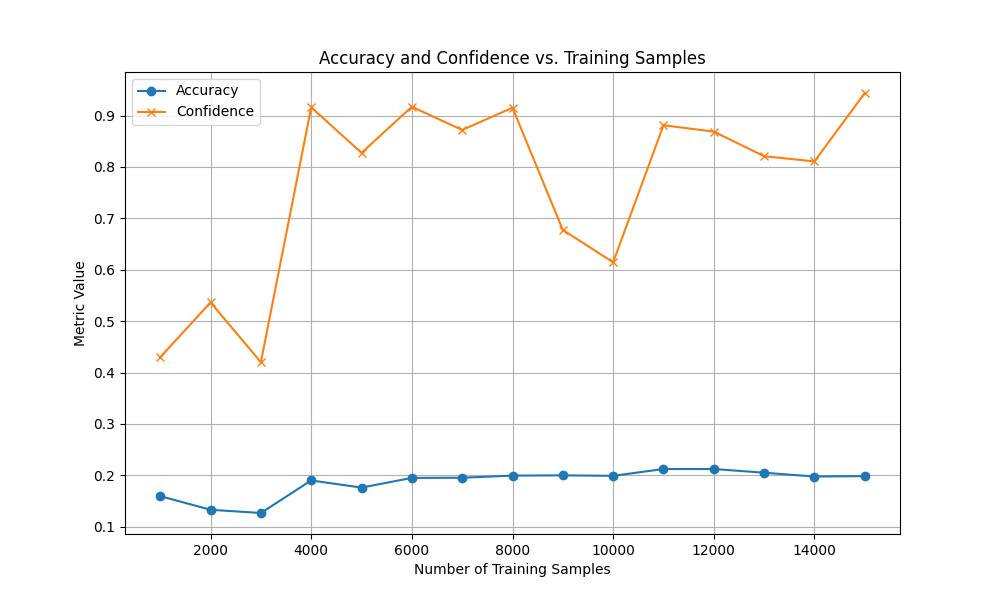 Accuracy and Confidence vs. Training Samples
Accuracy
Confidence
Metric Value
0.9
0.8
0.7
0.6
0.5
0.4
0.3
0.2
0.1
2000 4000 6000 8000 10000 12000 14000
Number of Training Samples